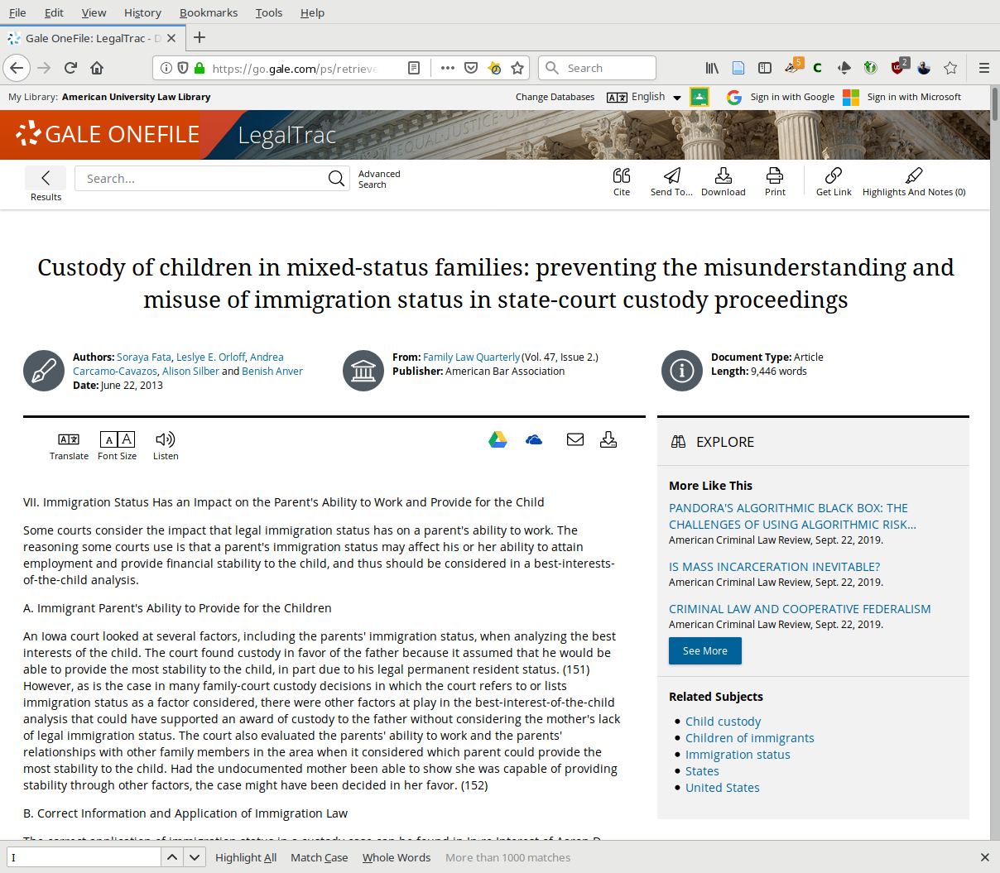 File Edit View History Bookmarks Tools Help
Gale OneFile: LegalTrac - D
https://go.gale.com/ps/retrieve
Search
5
2
My Library: American University Law Library
Change Databases
English
Sign in with Google
Sign in with Microsoft
GALE ONEFILE
LegalTrac
Results
Search...
Advanced
Search
Cite
Send To...
Download
Print
Get Link
Highlights And Notes (0)
Custody of children in mixed-status families: preventing the misunderstanding and
misuse of immigration status in state-court custody proceedings
Authors: Soraya Fata, Leslye E. Orloff, Andrea
Carcamo-Cavazos, Alison Silber and Benish Anver
Date: June 22, 2013
From: Family Law Quarterly (Vol. 47, Issue 2.)
Publisher: American Bar Association
Document Type: Article
Length: 9,446 words
Translate
Font Size
Listen
VII. Immigration Status Has an Impact on the Parent's Ability to Work and Provide for the Child
Some courts consider the impact that legal immigration status has on a parent's ability to work. The
reasoning some courts use is that a parent's immigration status may affect his or her ability to attain
employment and provide financial stability to the child, and thus should be considered in a best-interests-
of-the-child analysis.
A. Immigrant Parent's Ability to Provide for the Children
An Iowa court looked at several factors, including the parents' immigration status, when analyzing the best
interests of the child. The court found custody in favor of the father because it assumed that he would be
able to provide the most stability to the child, in part due to his legal permanent resident status. (151)
However, as is the case in many family-court custody decisions in which the court refers to or lists
immigration status as a factor considered, there were other factors at play in the best-interest-of-the-child
analysis that could have supported an award of custody to the father without considering the mother's lack
of legal immigration status. The court also evaluated the parents' ability to work and the parents'
relationships with other family members in the area when it considered which parent could provide the
most stability to the child. Had the undocumented mother been able to show she was capable of providing
stability through other factors, the case might have been decided in her favor. (152)
B. Correct Information and Application of Immigration Law
The correct application of immigration status in a custody case can be found in In re Interest of Aaron D
EXPLORE
More Like This
PANDORA'S ALGORITHMIC BLACK BOX: THE
CHALLENGES OF USING ALGORITHMIC RISK...
American Criminal Law Review, Sept. 22, 2019.
IS MASS INCARCERATION INEVITABLE?
American Criminal Law Review, Sept. 22, 2019.
CRIMINAL LAW AND COOPERATIVE FEDERALISM
American Criminal Law Review, Sept. 22, 2019.
See More
Related Subjects
Child custody
Children of immigrants
Immigration status
States
United States
I
Highlight All
Match Case
Whole Words
More than 1000 matches